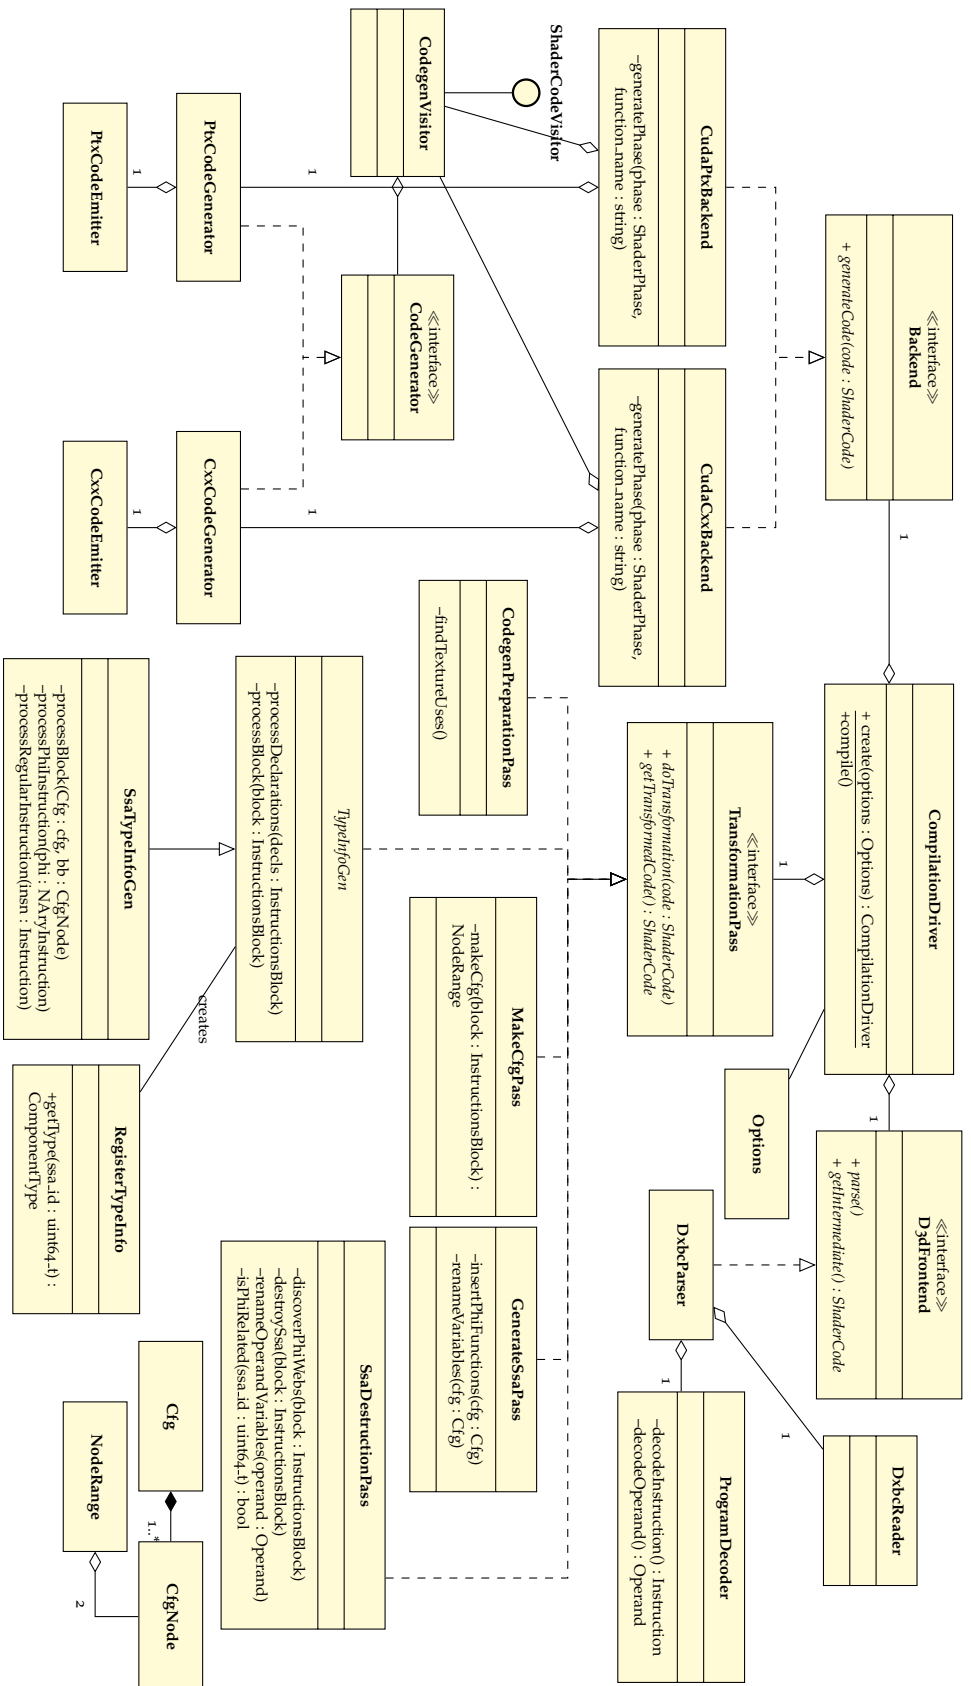 «interface»
Backend
+ generateCode(code : ShaderCode)
1
CompilationDriver
+ create(options : Options) : CompilationDriver
+compile()
1
«interface»
D3dFrontend
+ parse()
+ getIntermediate() : ShaderCode
DxbcReader
CudaPtxBackend
–generatePhase(phase : ShaderPhase,
function_name : string)
CudaCxxBackend
–generatePhase(phase : ShaderPhase,
function_name : string)
1
«interface»
TransformationPass
+ doTransformation(code : ShaderCode)
+ getTransformedCode() : ShaderCode
Options
DxbcParser
1
1
ProgramDecoder
–decodeInstruction() : Instruction
–decodeOperand() : Operand
ShaderCodeVisitor
CodegenVisitor
«interface»
CodeGenerator
CodegenPreparationPass
–findTextureUses()
MakeCfgPass
–makeCfg(block : InstructionsBlock) :
NodeRange
GenerateSsaPass
–insertPhiFunctions(cfg : Cfg)
–renameVariables(cfg : Cfg)
1
1
PtxCodeGenerator
CxxCodeGenerator
TypeInfoGen
–processDeclarations(decls : InstructionsBlock)
–processBlock(block : InstructionsBlock)
SsaDestructionPass
–discoverPhiWebs(block : InstructionsBlock)
–destroySsa(block : InstructionsBlock)
–renameOperandVariables(operand : Operand)
–isPhiRelated(ssa_id : uint64_t) : bool
creates
1
1
PtxCodeEmitter
CxxCodeEmitter
SsaTypeInfoGen
–processBlock(Cfg : cfg, bb : CfgNode)
–processPhiInstruction(phi : NAryInstruction)
–processRegularInstruction(insn : Instruction)
RegisterTypeInfo
+getType(ssa_id : uint64_t) :
ComponentType
Cfg
1..*
CfgNode
NodeRange
2